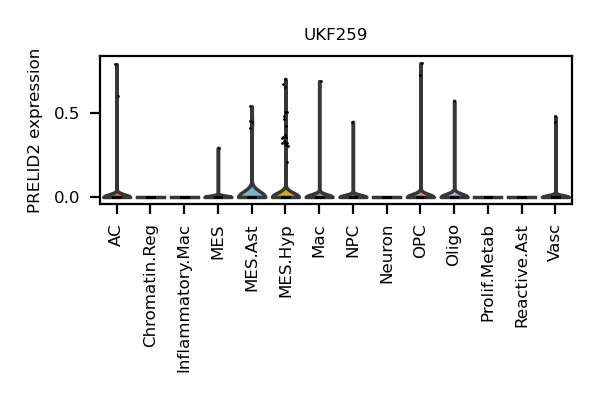 UKF259
PRELID2 expression
0.5
0.0
AC
Chromatin.Reg
Inflammatory.Mac
MES
MES.Ast
MES.Hyp
Mac
NPC
Neuron
OPC
Oligo
Prolif.Metab
Reactive.Ast
Vasc